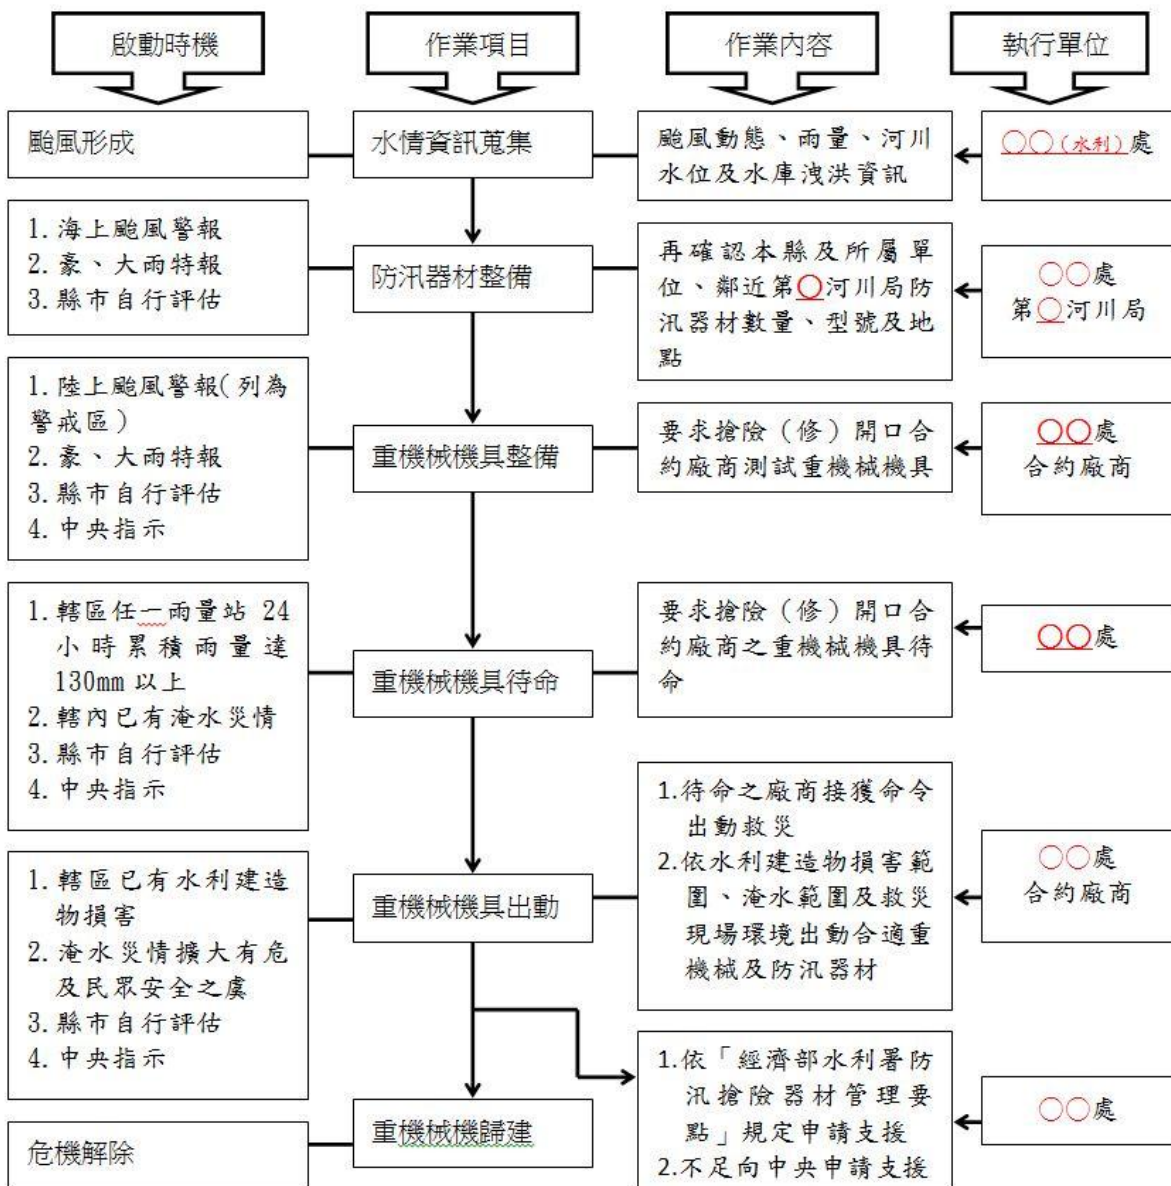 啟動時機
作業項目
作業內容
執行單位
颱風形成
水情資訊蒐集
颱風動態、雨量、河川
水位及水庫洩洪資訊
○○(水利)處
1.海上颱風警報
2.豪、大雨特報
3.縣市自行評估
防汛器材整備
再確認本縣及所屬單
位、鄰近第○河川局防
汛器材數量、型號及地
點
○○處
第○河川局
1.陸上颱風警報(列為
警戒區)
2.豪、大雨特報
3.縣市自行評估
4.中央指示
重機械機具整備
要求搶險(修)開口合
約廠商測試重機械機具
○○處
合約廠商
1.轄區任一雨量站 24
小時累積雨量達
130mm 以上
2.轄內已有淹水災情
3.縣市自行評估
4.中央指示
重機械機具待命
要求搶險(修)開口合
約廠商之重機械機具待
命
○○處
1.轄區已有水利建造
物損害
2.淹水災情擴大有危
及民眾安全之虞
3.縣市自行評估
4.中央指示
重機械機具出動
1.待命之廠商接獲命令
出動救災
2.依水利建造物損害範
圍、淹水範圍及救災
現場環境出動合適重
機械及防汛器材
○○處
合約廠商
1.依「經濟部水利署防
汛搶險器材管理要
點」規定申請支援
2.不足向中央申請支援
○○處
危機解除
重機械機歸建